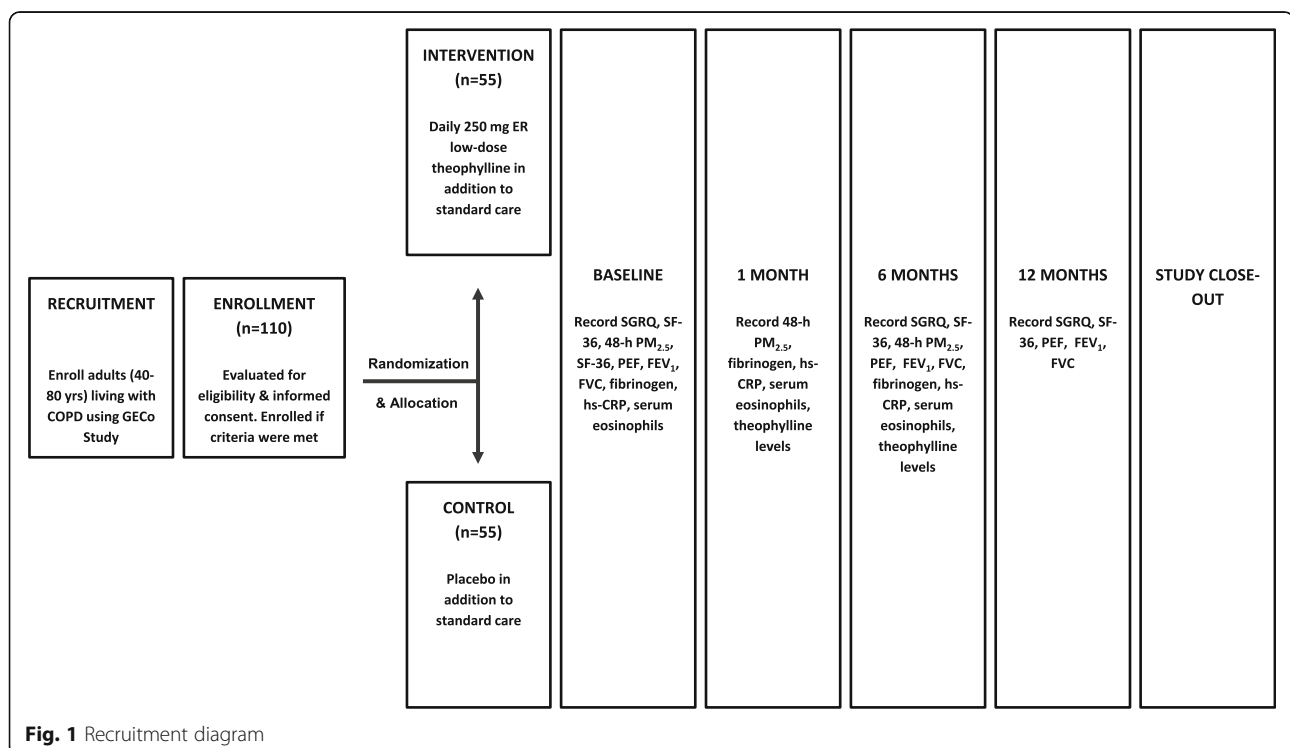 RECRUITMENT
Enroll adults (40-
80 yrs) living with
COPD using GECo
Study
ENROLLMENT
(n=110)
Evaluated for
eligibility & informed
consent. Enrolled if
criteria were met
Randomization
& Allocation
INTERVENTION
(n=55)
Daily 250 mg ER
low-dose
theophylline in
addition to
standard care
CONTROL
(n=55)
Placebo in
addition to
standard care
BASELINE
Record SGRQ, SF-
36, 48-h PM2.5,
SF-36, PEF, FEV1,
FVC, fibrinogen,
hs-CRP, serum
eosinophils
1 MONTH
Record 48-h
PM2.5,
fibrinogen, hs-
CRP, serum
eosinophils,
theophylline
levels
6 MONTHS
Record SGRQ, SF-
36, 48-h PM2.5,
PEF, FEV1, FVC,
fibrinogen, hs-
CRP, serum
eosinophils,
theophylline
levels
12 MONTHS
Record SGRQ, SF-
36, PEF, FEV1,
FVC
STUDY CLOSE-
OUT
Fig. 1 Recruitment diagram